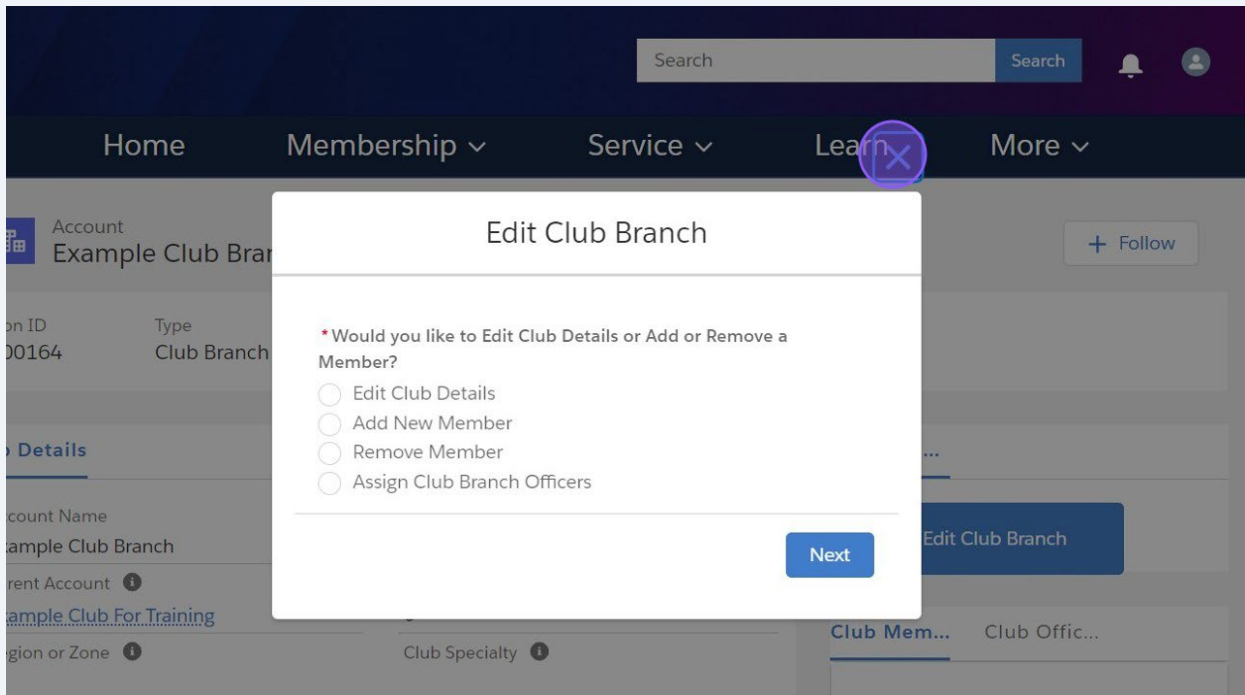 Search
Search
Home
Membership
Service
Learn
More
Account
Example Club Bran
+ Follow
on ID
Type
00164
Club Branch
Edit Club Branch
*Would you like to Edit Club Details or Add or Remove a
Member?
Edit Club Details
Add New Member
Remove Member
Assign Club Branch Officers
Next
Details
...
count Name
ample Club Branch
Edit Club Branch
rent Account
ample Club For Training
gion or Zone
Club Specialty
Club Mem...
Club Offic...